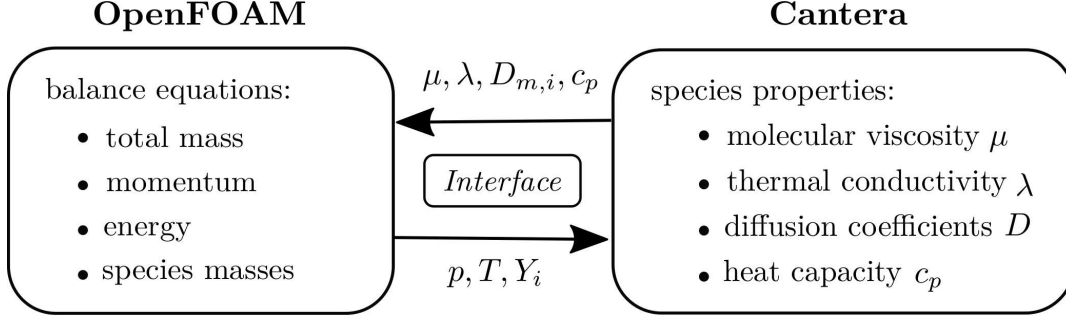 OpenFOAM
balance equations:
• total mass
• momentum
• energy
• species masses
μ, λ, D_{m,i}, c_p
Interface
p, T, Y_i
Cantera
species properties:
• molecular viscosity μ
• thermal conductivity λ
• diffusion coefficients D
• heat capacity c_p